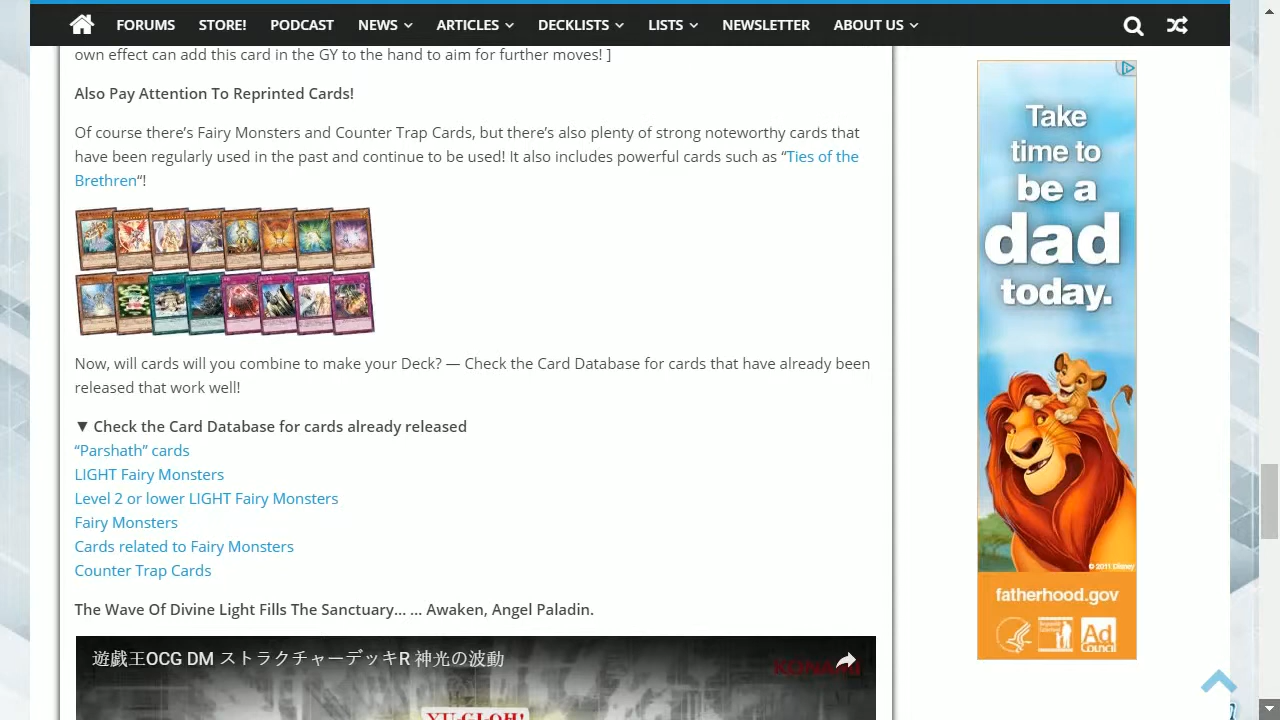 FORUMS STORE! PODCAST NEWS ARTICLES DECKLISTS LISTS NEWSLETTER ABOUT US
own effect can add this card in the GY to the hand to aim for further moves! ]
Also Pay Attention To Reprinted Cards!
Of course there’s Fairy Monsters and Counter Trap Cards, but there’s also plenty of strong noteworthy cards that
have been regularly used in the past and continue to be used! It also includes powerful cards such as “Ties of the
Brethren“!
Now, will cards will you combine to make your Deck? — Check the Card Database for cards that have already been
released that work well!
▼ Check the Card Database for cards already released
“Parshath” cards
LIGHT Fairy Monsters
Level 2 or lower LIGHT Fairy Monsters
Fairy Monsters
Cards related to Fairy Monsters
Counter Trap Cards
The Wave Of Divine Light Fills The Sanctuary… … Awaken, Angel Paladin.
遊戯王OCG DM ストラクチャーデッキR 神光の波動
KONAMI
YU-GI-OH!
Take
time to
be a
dad
today.
© 2011 Disney
fatherhood.gov
Ad
Council